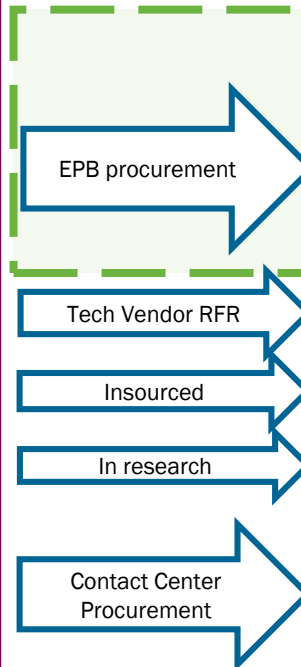 EPB procurement
Tech Vendor RFR
Insourced
In research
Contact Center
Procurement